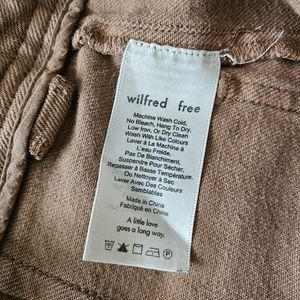 wilfred free
Machine Wash Cold,
No Bleach, Hang To Dry,
Low Iron, Or Dry Clean
Wash With Like Colours
Laver À La Machine À
L'eau Froide,
Pas De Blanchiment,
Suspendre Pour Sécher,
Repasser à Basse Température
Ou Nettoyer à Sec
Laver Avec Des Couleurs
Semblables
Made in China
Fabriqué en Chine
A little love
goes a long way.